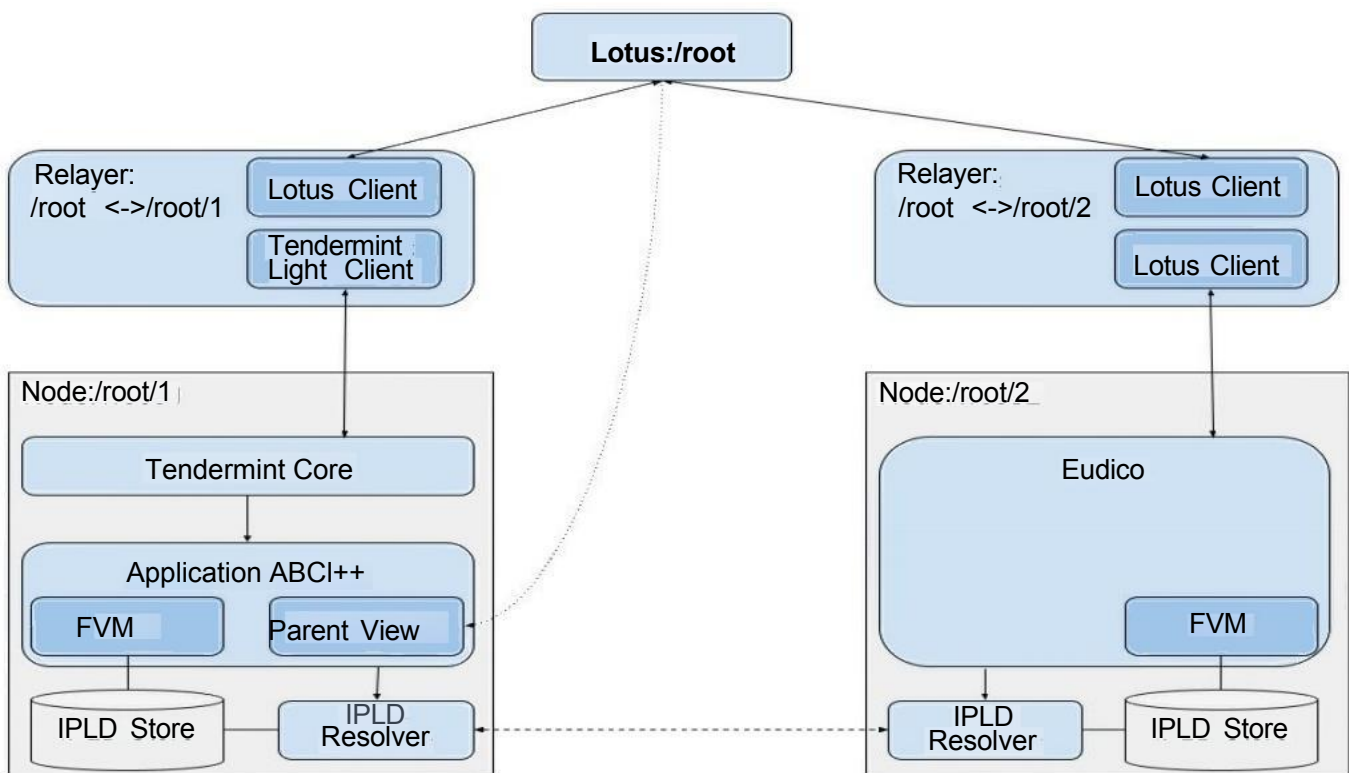 Lotus:/root
Relayer:
/root <->/root/1
Lotus Client
Tendermint
Light Client
Relayer:
/root <->/root/2
Lotus Client
Lotus Client
Node:/root/1
Tendermint Core
Application ABCI++
FVM
Parent View
IPLD Store
IPLD
Resolver
Node:/root/2
Eudico
FVM
IPLD
Resolver
IPLD Store